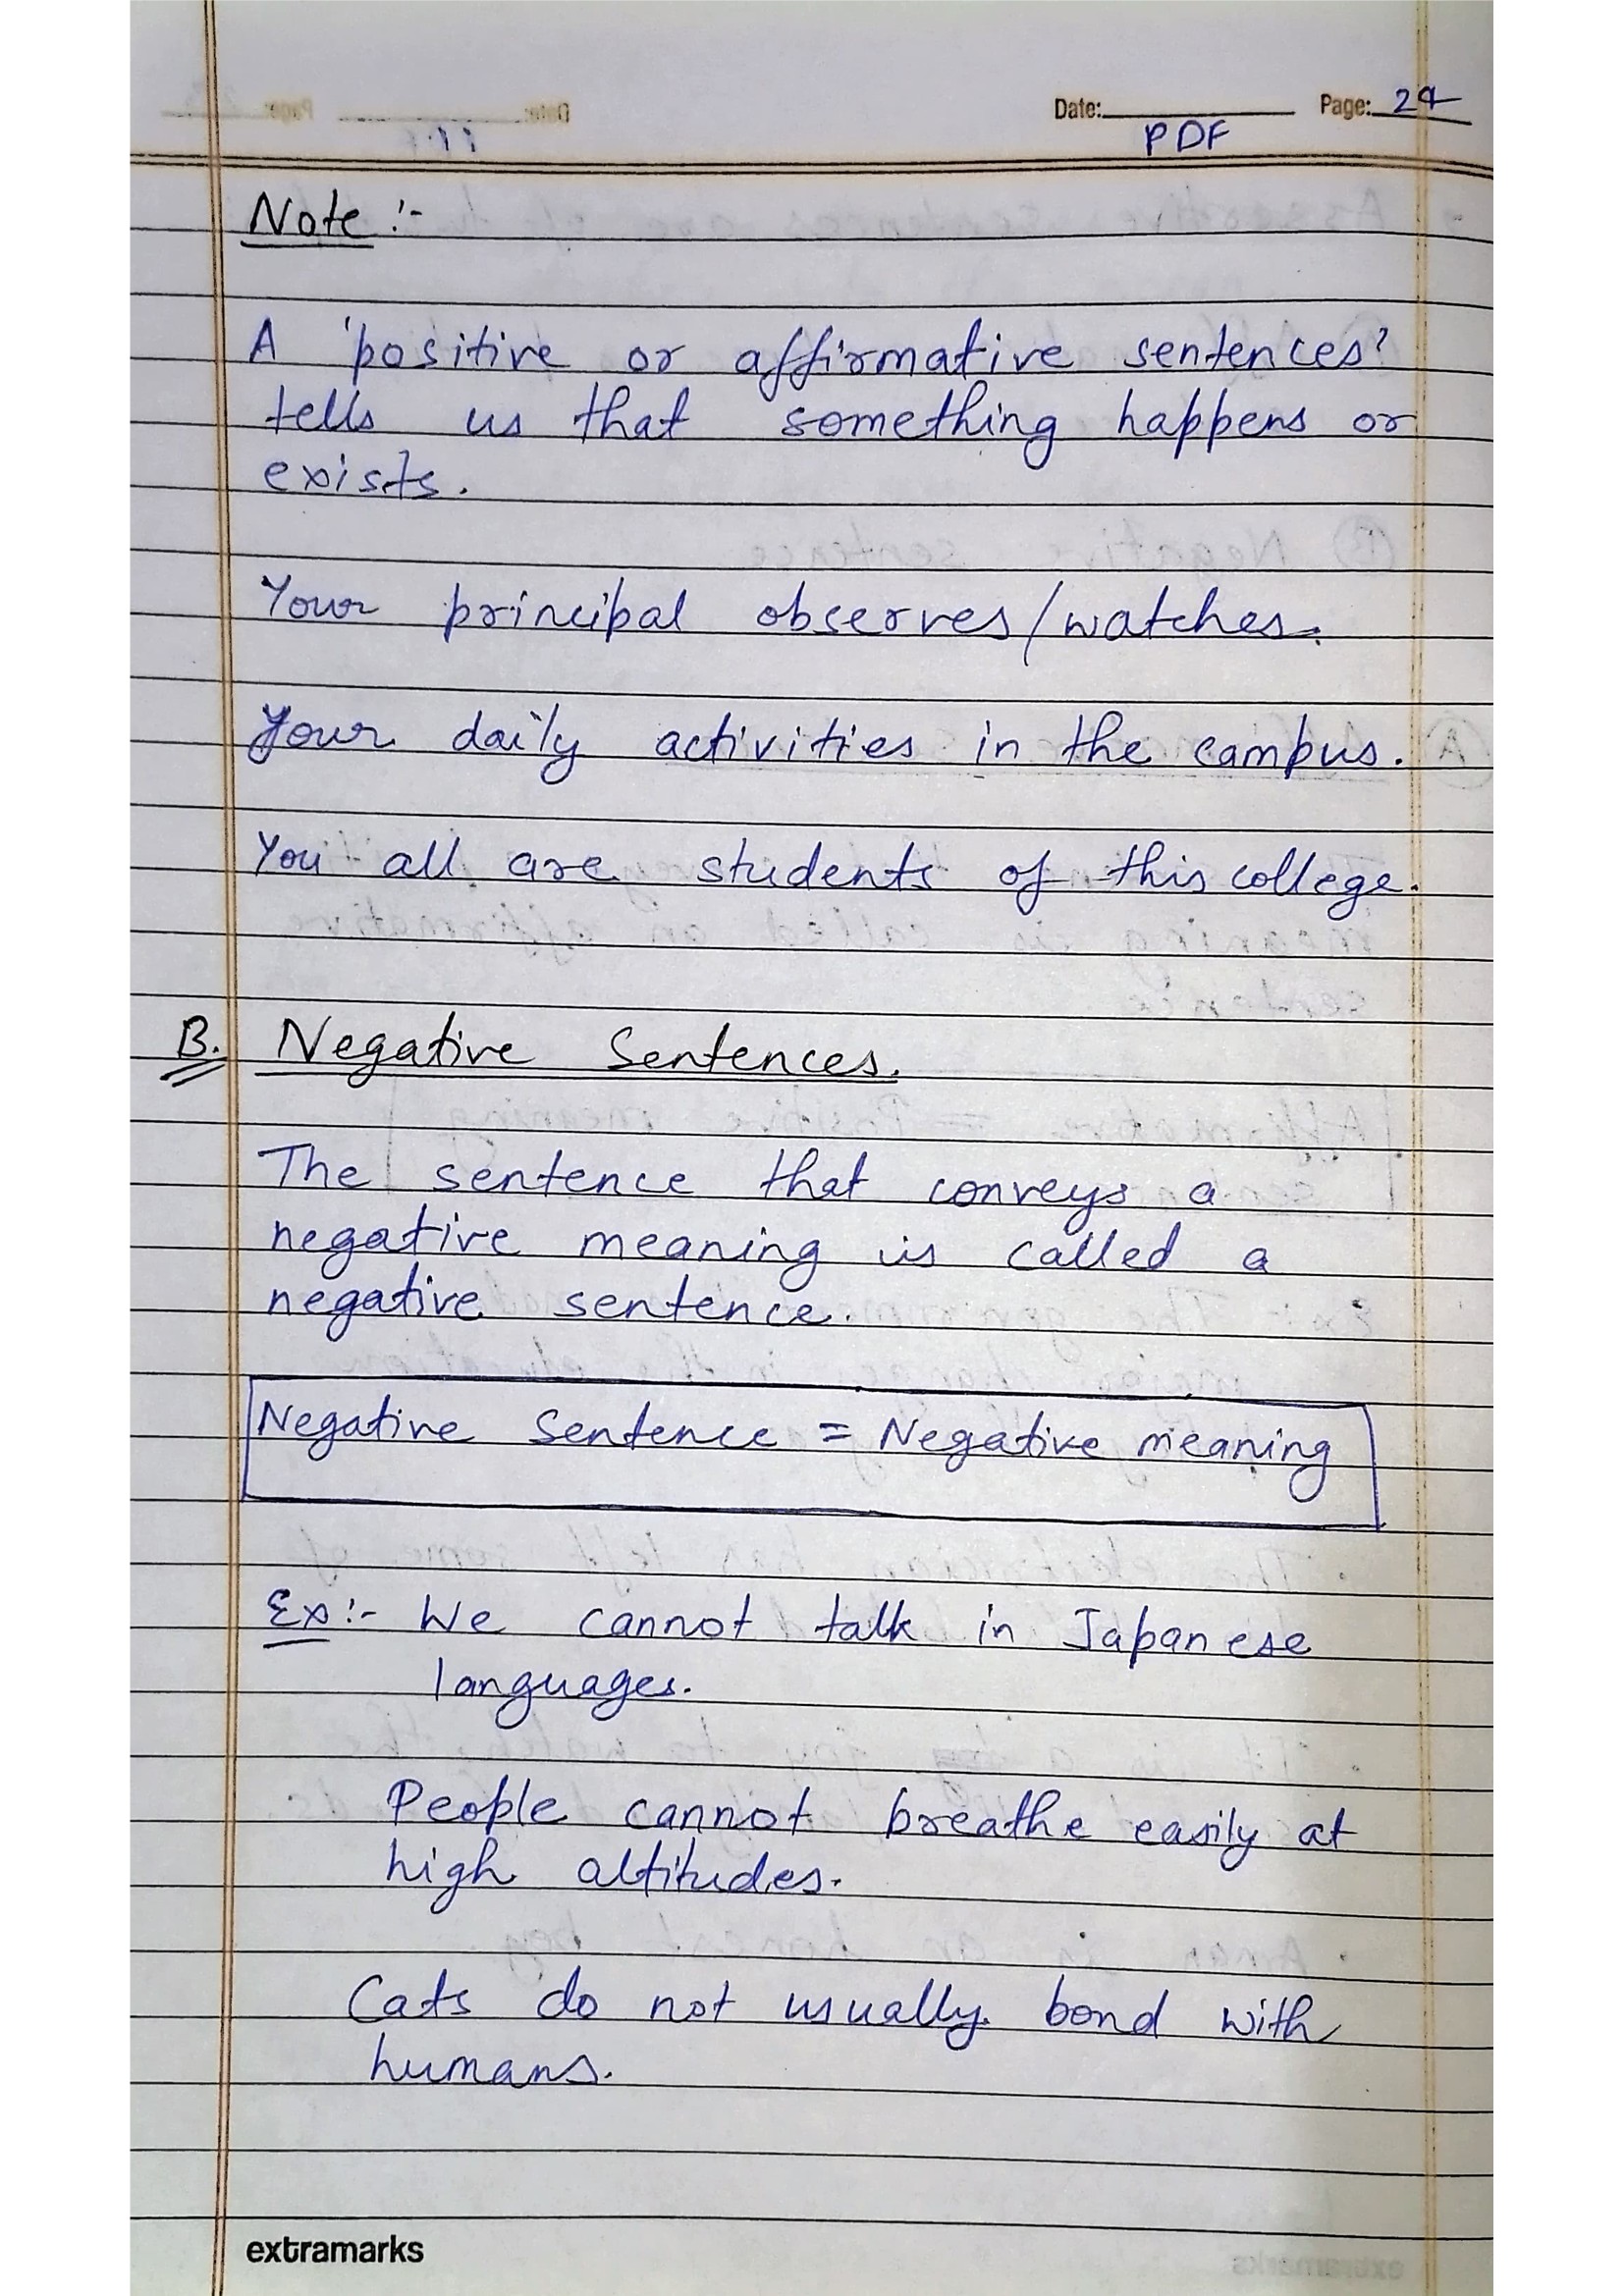 Date: Page: 24
PDF
Note :-
A 'positive or affirmative sentences'
tells us that something happens or
exists.
Your principal observes/watches.
Your daily activities in the campus.
You all are students of this college.
B. Negative Sentences.
The sentence that conveys a
negative meaning is called a
negative sentence.
Negative Sentence = Negative meaning
Ex :- We cannot talk in Japanese
languages.
People cannot breathe easily at
high altitudes.
Cats do not usually bond with
humans.
extramarks